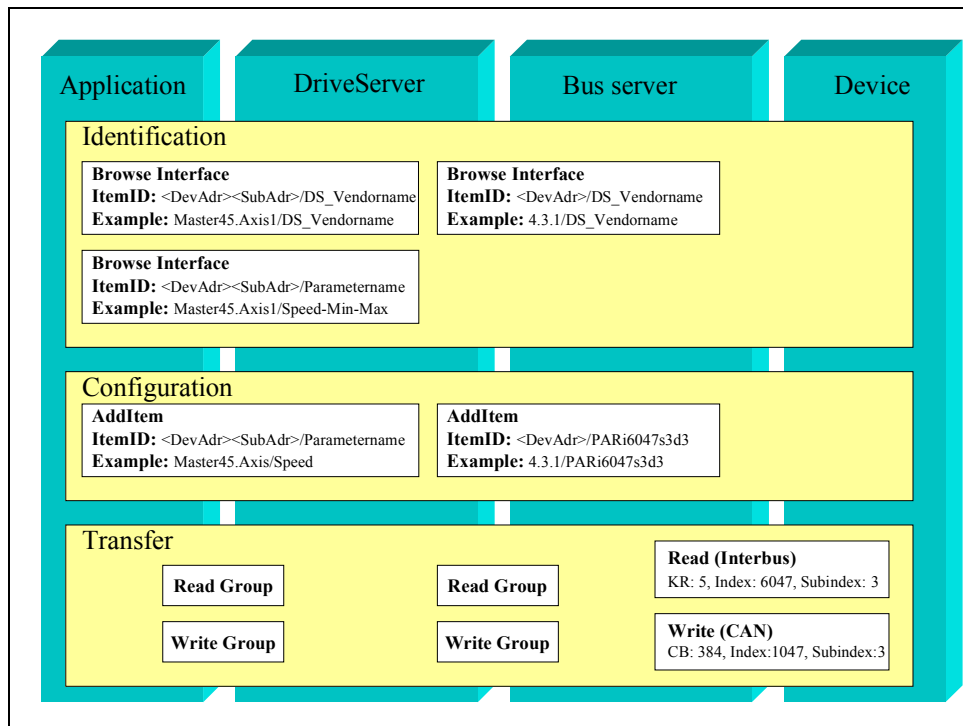 Application
DriveServer
Bus server
Device
Identification
Browse Interface
ItemID: <DevAdr><SubAdr>/DS_Vendorname
Example: Master45.Axis1/DS_Vendorname
Browse Interface
ItemID: <DevAdr>/DS_Vendorname
Example: 4.3.1/DS_Vendorname
Browse Interface
ItemID: <DevAdr><SubAdr>/Parametername
Example: Master45.Axis1/Speed-Min-Max
Configuration
AddItem
ItemID: <DevAdr><SubAdr>/Parametername
Example: Master45.Axis/Speed
AddItem
ItemID: <DevAdr>/PARi6047s3d3
Example: 4.3.1/PARi6047s3d3
Transfer
Read Group
Read Group
Read (Interbus)
KR: 5, Index: 6047, Subindex: 3
Write Group
Write Group
Write (CAN)
CB: 384, Index:1047, Subindex:3